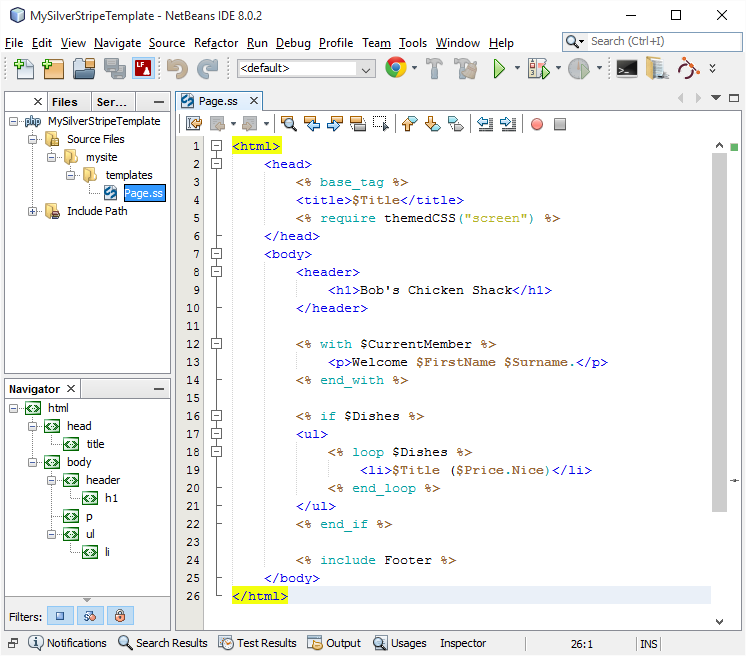 MySilverStripeTemplate - NetBeans IDE 8.0.2
File Edit View Navigate Source Refactor Run Debug Profile Team Tools Window Help
Search (Ctrl+I)
<default>
Files Ser...
php MySilverStripeTemplate
Source Files
mysite
templates
Page.ss
Include Path
Navigator
html
head
title
body
header
h1
p
ul
li
Filters:
Page.ss
1 <html>
2 <head>
3 <% base_tag %>
4 <title>$Title</title>
5 <% require themedCSS("screen") %>
6 </head>
7 <body>
8 <header>
9 <h1>Bob's Chicken Shack</h1>
10 </header>
11
12 <% with $CurrentMember %>
13 <p>Welcome $FirstName $Surname.</p>
14 <% end_with %>
15
16 <% if $Dishes %>
17 <ul>
18 <% loop $Dishes %>
19 <li>$Title ($Price.Nice)</li>
20 <% end_loop %>
21 </ul>
22 <% end_if %>
23
24 <% include Footer %>
25 </body>
26 </html>
Notifications Search Results Test Results Output Usages Inspector 26:1 INS